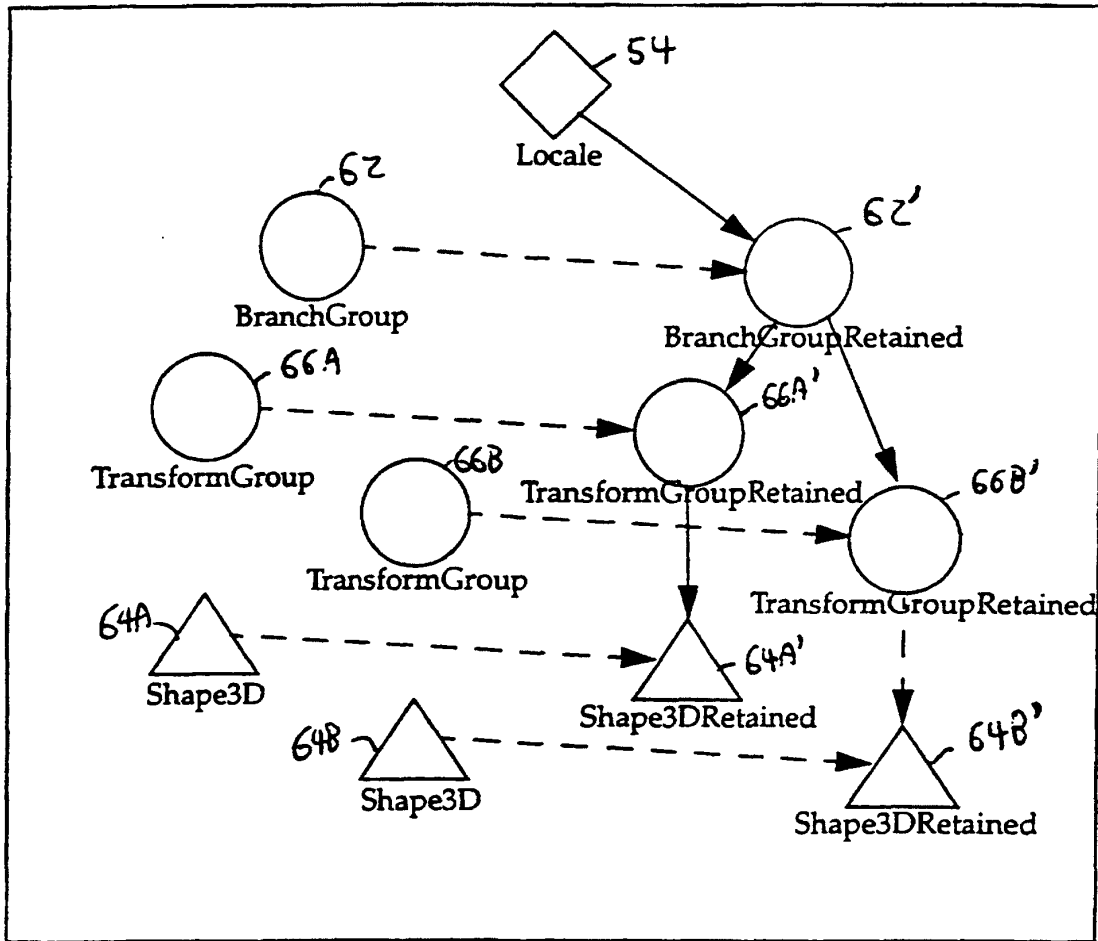 54
Locale
62
62'
BranchGroup
BranchGroupRetained
66A
66A'
TransformGroup
66B
TransformGroupRetained
66B'
TransformGroup
TransformGroupRetained
64A
64A'
Shape3D
Shape3DRetained
64B
64B'
Shape3D
Shape3DRetained